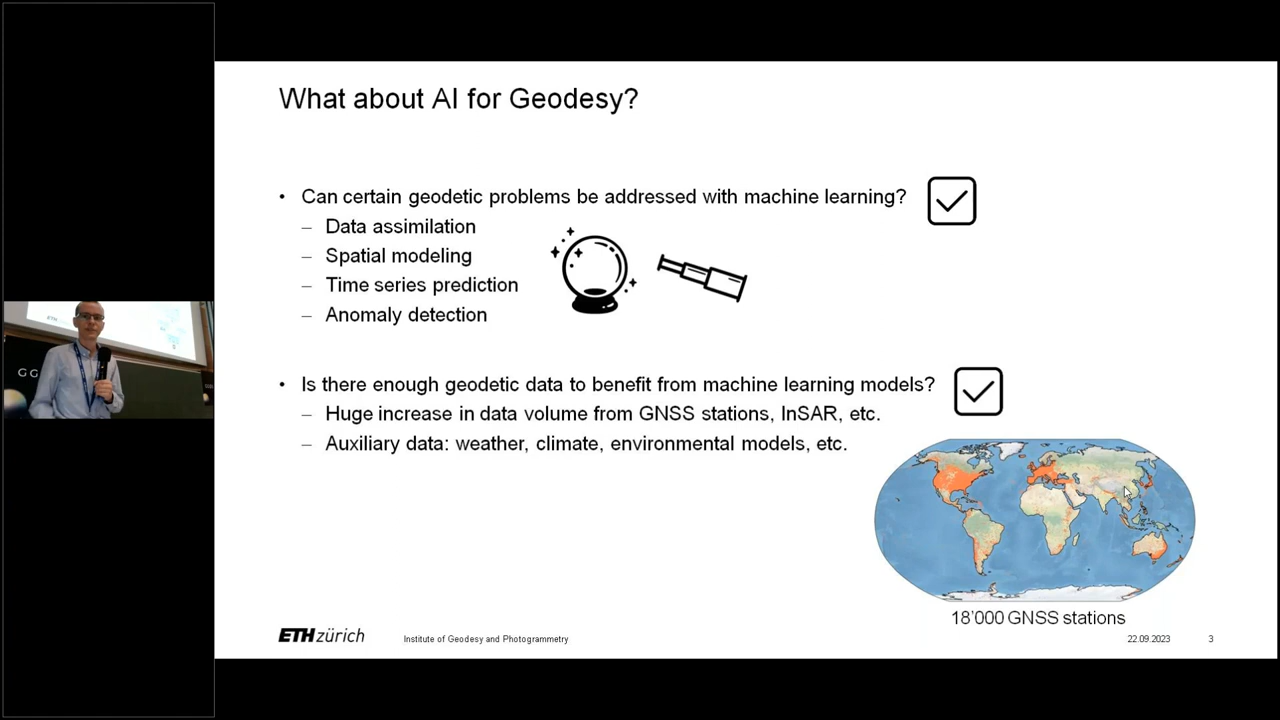 What about AI for Geodesy?
• Can certain geodetic problems be addressed with machine learning?
– Data assimilation
– Spatial modeling
– Time series prediction
– Anomaly detection
• Is there enough geodetic data to benefit from machine learning models?
– Huge increase in data volume from GNSS stations, InSAR, etc.
– Auxiliary data: weather, climate, environmental models, etc.
18'000 GNSS stations
ETH zürich
Institute of Geodesy and Photogrammetry
22.09.2023
3